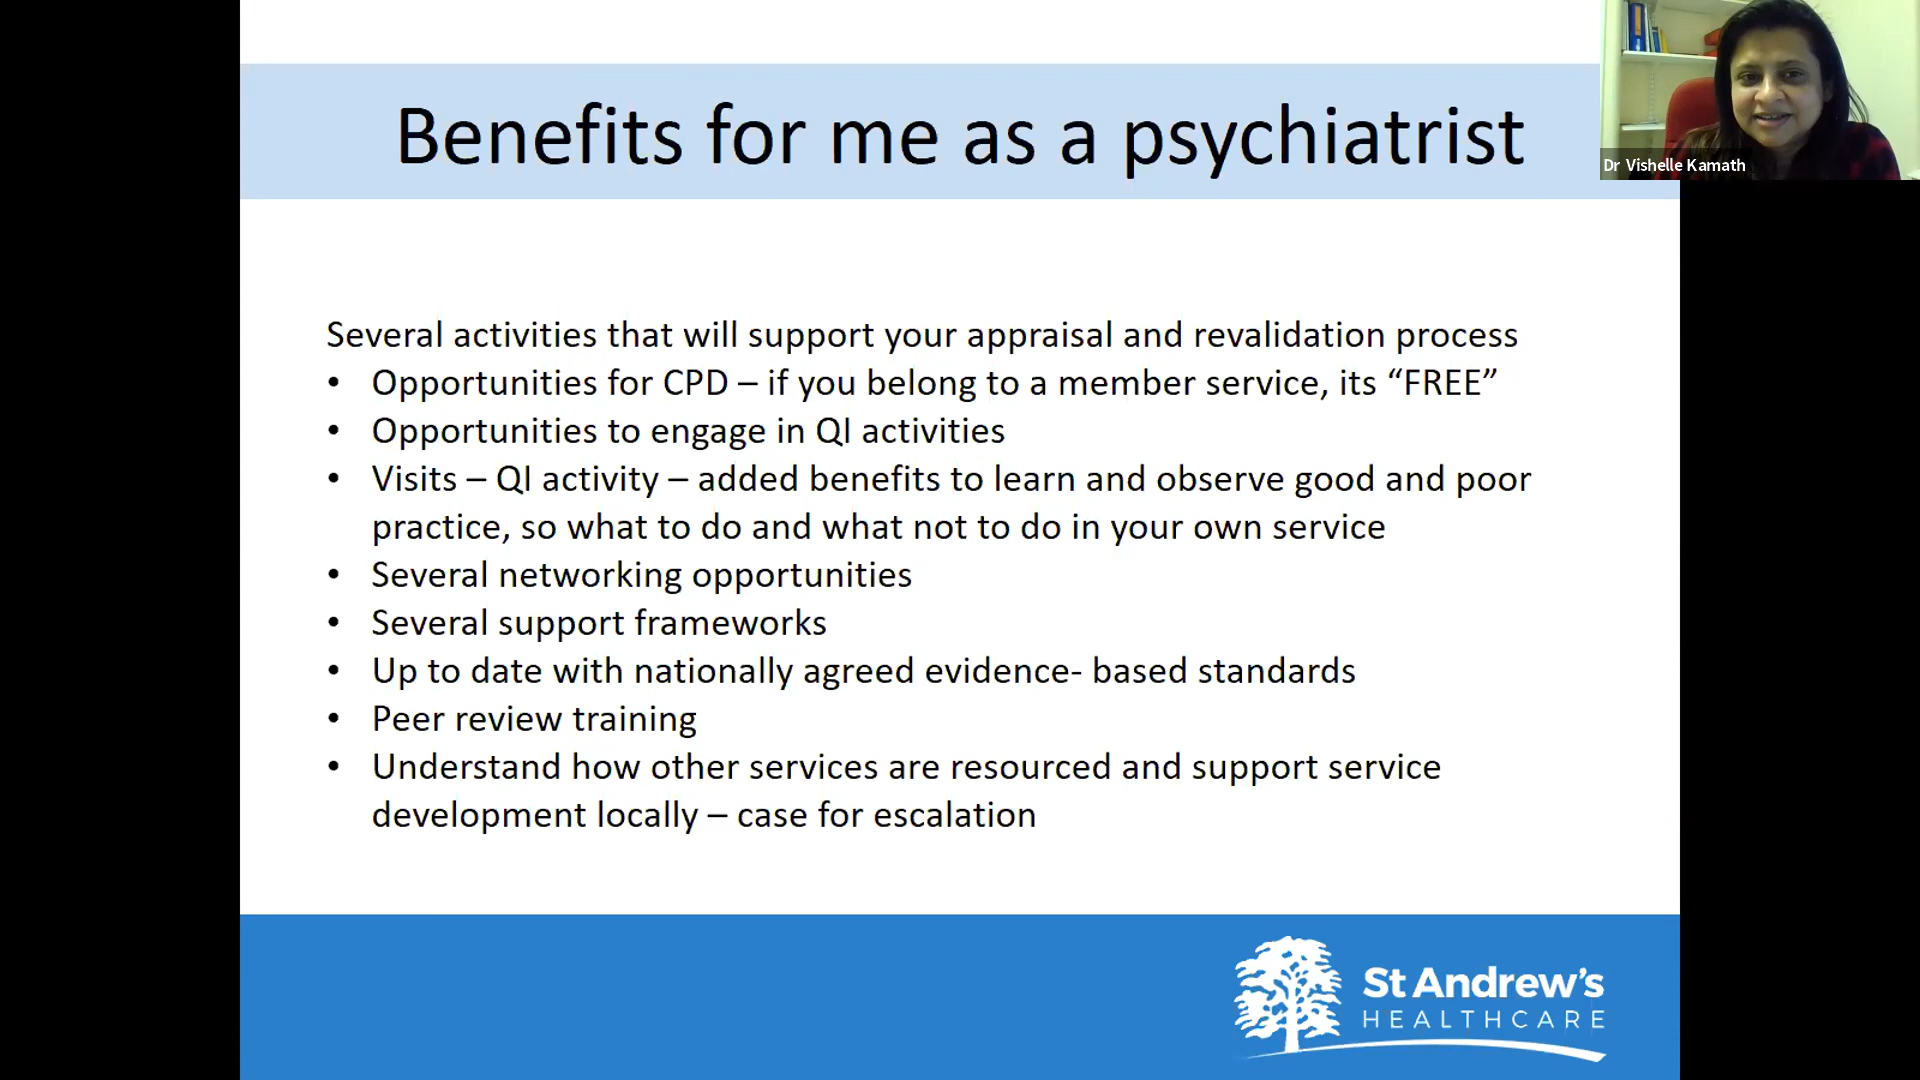 Benefits for me as a psychiatrist
Dr Vishelle Kamath
Several activities that will support your appraisal and revalidation process
• Opportunities for CPD – if you belong to a member service, its “FREE”
• Opportunities to engage in QI activities
• Visits – QI activity – added benefits to learn and observe good and poor
practice, so what to do and what not to do in your own service
• Several networking opportunities
• Several support frameworks
• Up to date with nationally agreed evidence- based standards
• Peer review training
• Understand how other services are resourced and support service
development locally – case for escalation
St Andrew’s
HEALTHCARE